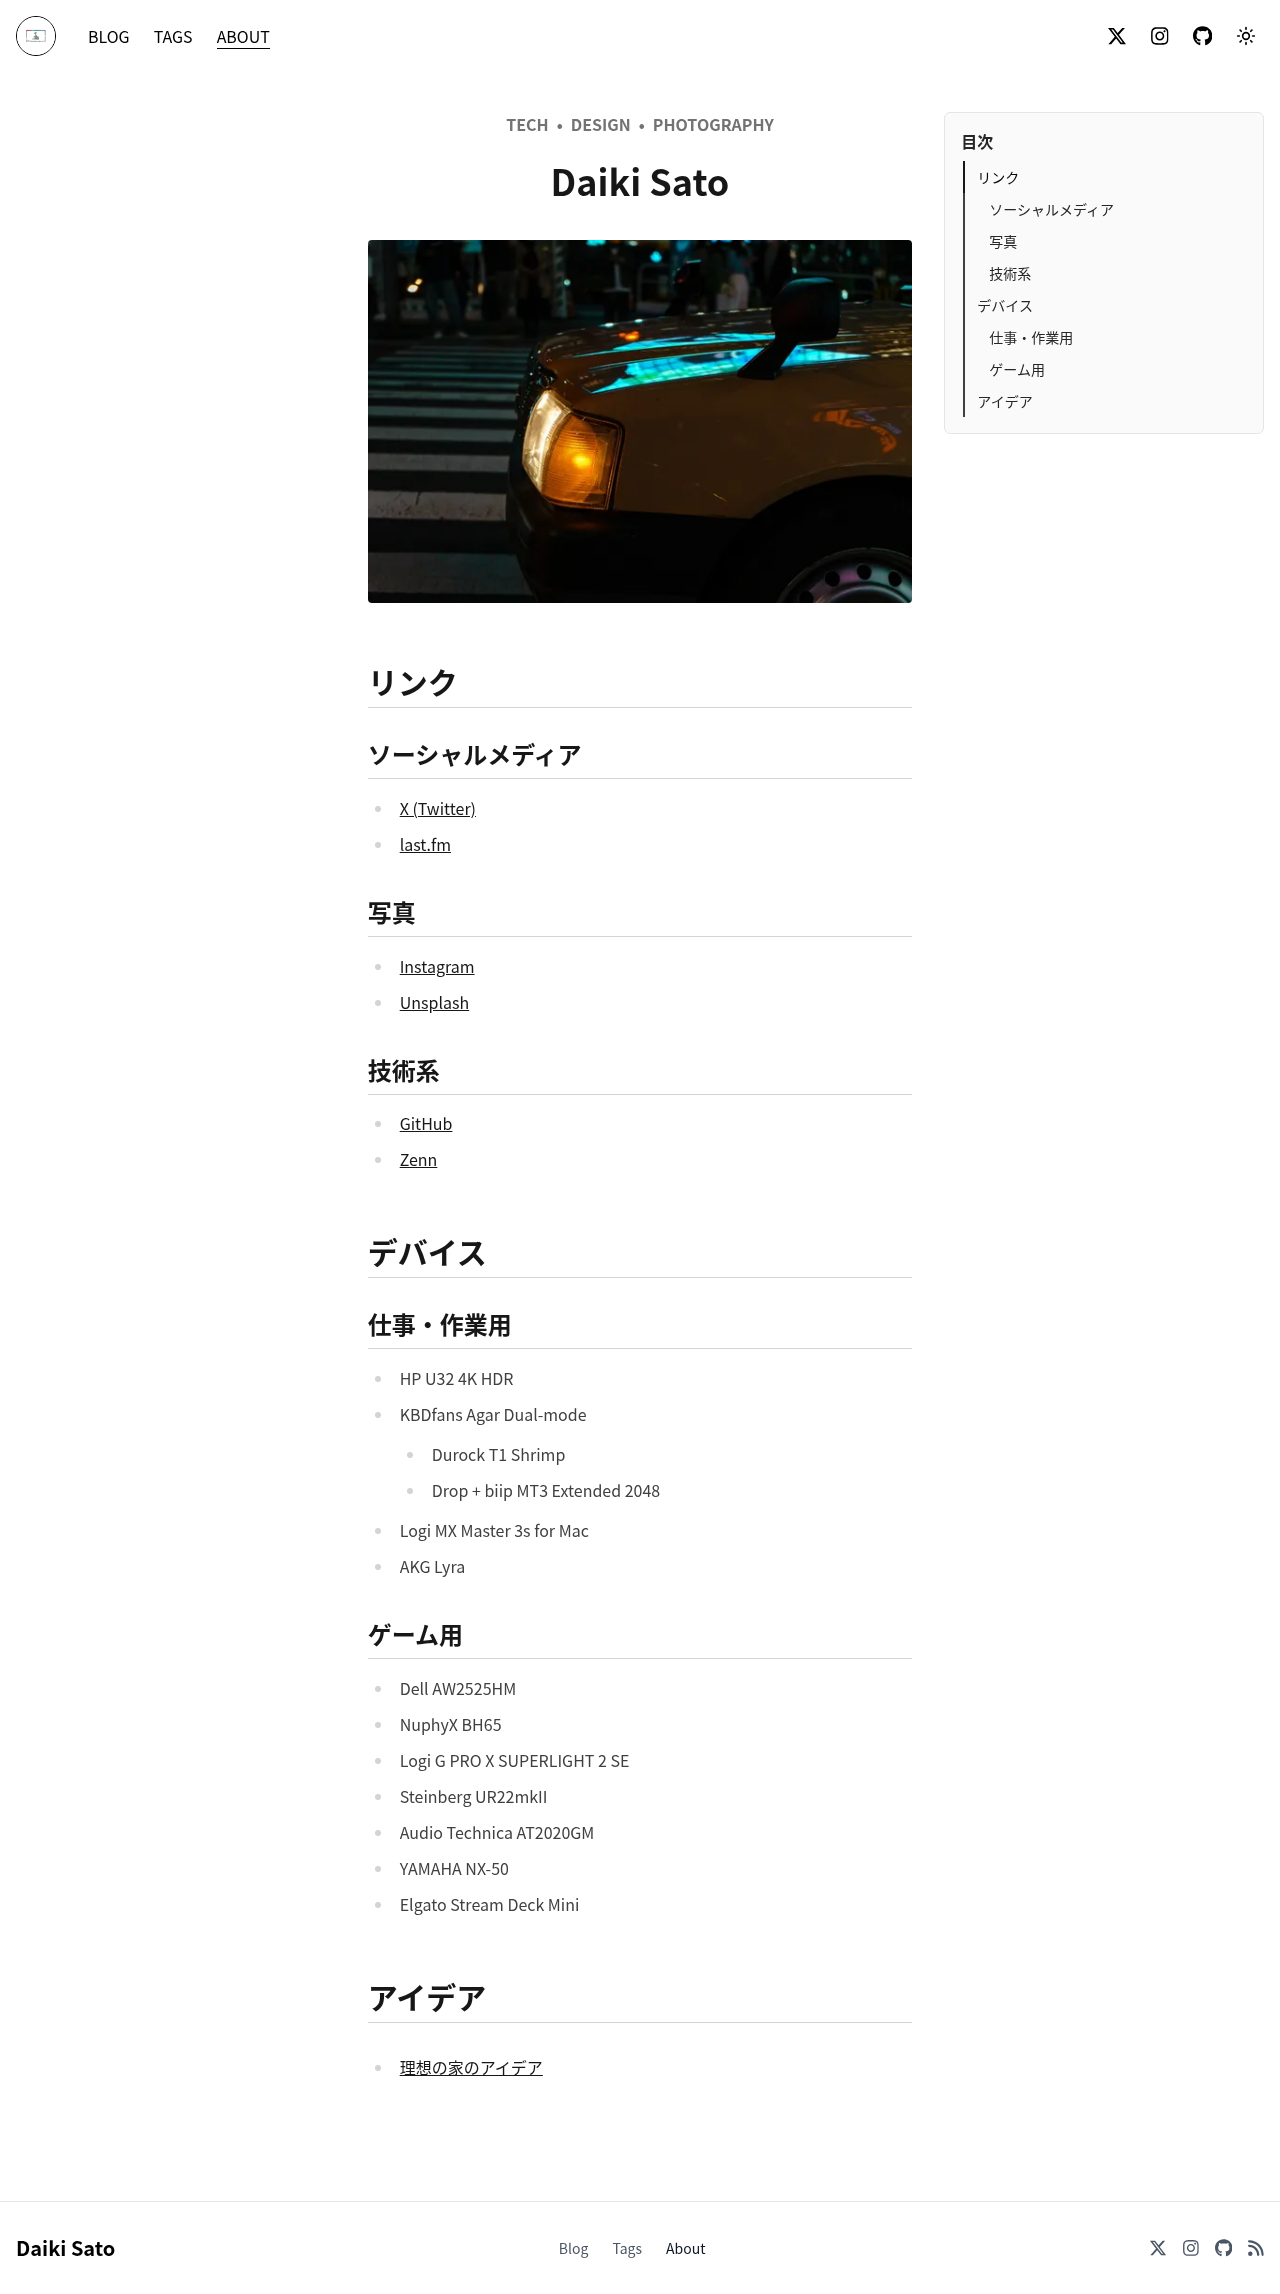 BLOG TAGS ABOUT
TECH • DESIGN • PHOTOGRAPHY
Daiki Sato
目次
リンク
ソーシャルメディア
写真
技術系
デバイス
仕事・作業用
ゲーム用
アイデア
リンク
ソーシャルメディア
X (Twitter)
last.fm
写真
Instagram
Unsplash
技術系
GitHub
Zenn
デバイス
仕事・作業用
HP U32 4K HDR
KBDfans Agar Dual-mode
Durock T1 Shrimp
Drop + biip MT3 Extended 2048
Logi MX Master 3s for Mac
AKG Lyra
ゲーム用
Dell AW2525HM
NuphyX BH65
Logi G PRO X SUPERLIGHT 2 SE
Steinberg UR22mkII
Audio Technica AT2020GM
YAMAHA NX-50
Elgato Stream Deck Mini
アイデア
理想の家のアイデア
Daiki Sato
Blog Tags About